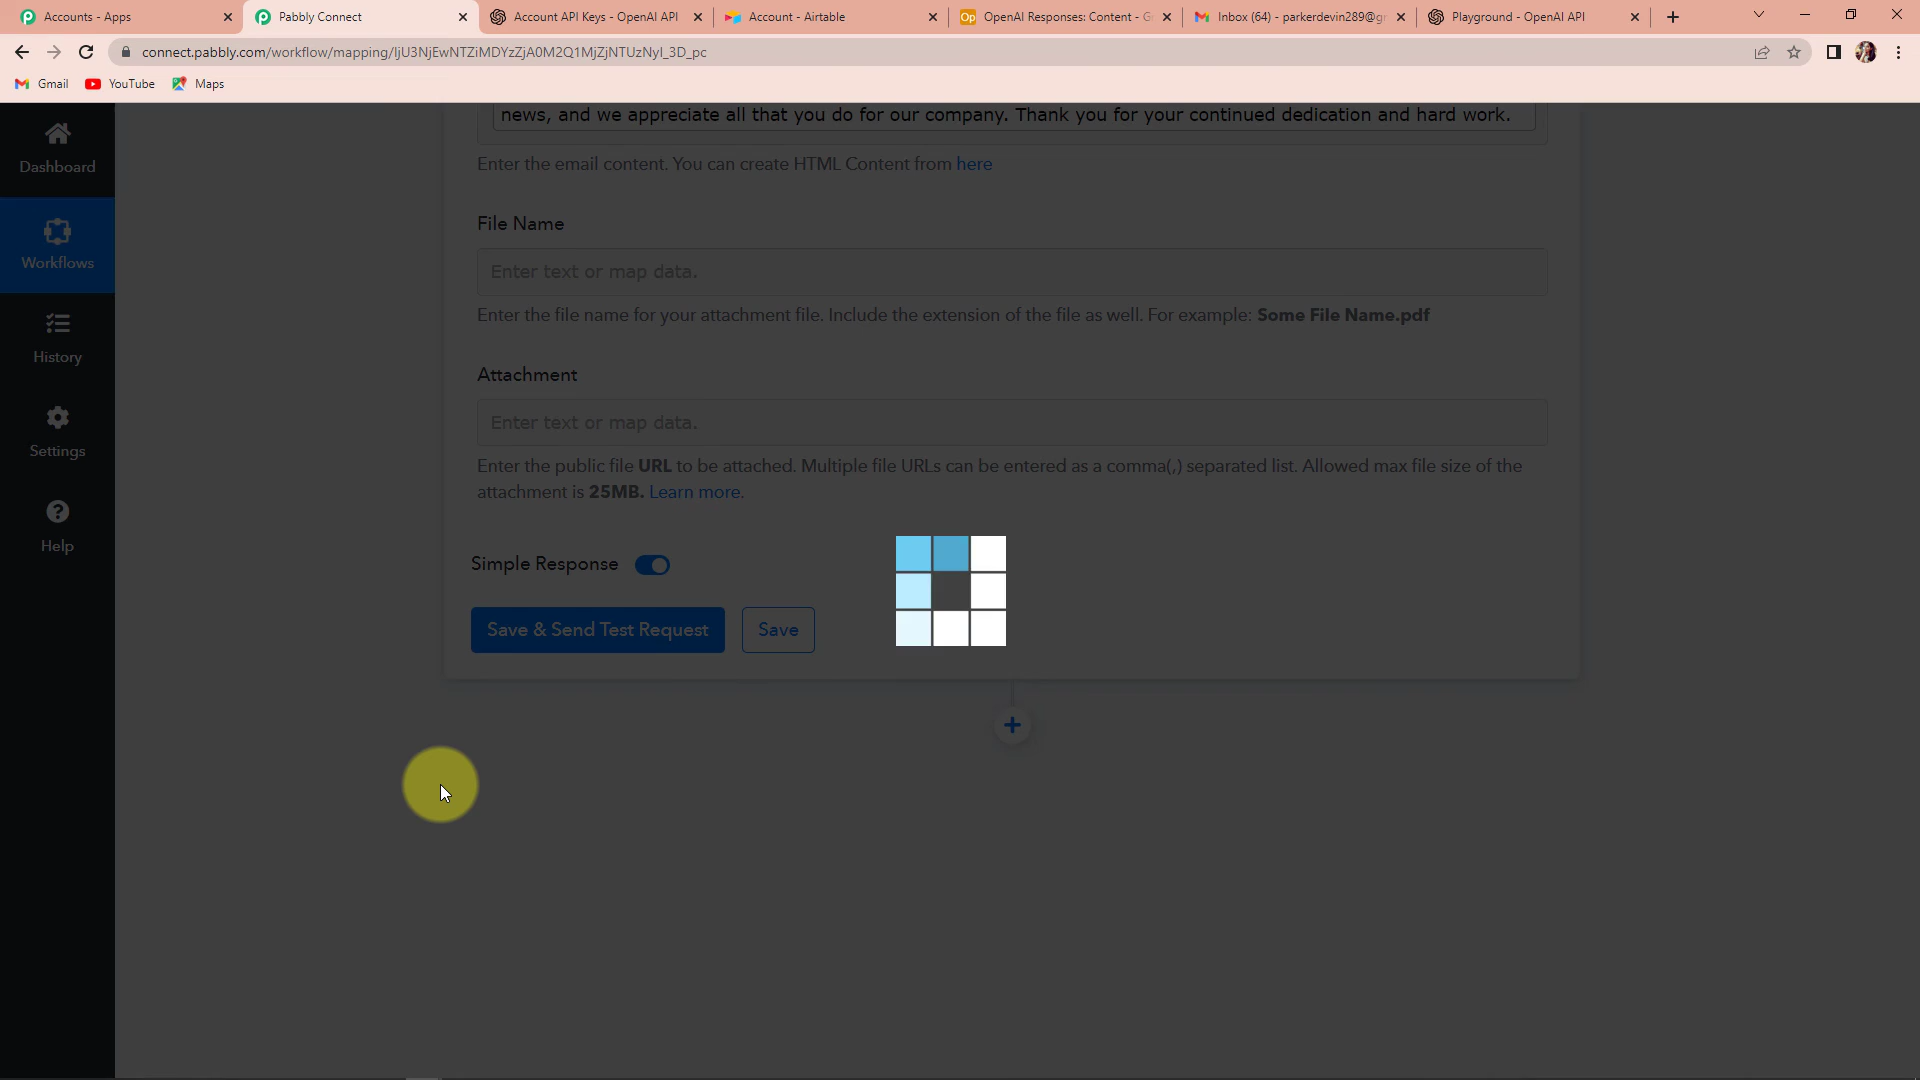 Accounts - Apps
Pabbly Connect
Account API Keys - OpenAI API
Account - Airtable
Op
OpenAI Responses: Content - G
Inbox (64) - parkerdevin289@g
Playground - OpenAI API
connect.pabbly.com/workflow/mapping/IjU3NjEwNTZiMDYzZjA0M2Q1MjZjNTUzNyI_3D_pc
Gmail
YouTube
Maps
news, and we appreciate all that you do for our company. Thank you for your continued dedication and hard work.
Dashboard
Enter the email content. You can create HTML Content from here
File Name
Workflows
Enter text or map data.
Enter the file name for your attachment file. Include the extension of the file as well. For example: Some File Name.pdf
History
Attachment
Enter text or map data.
Settings
Enter the public file URL to be attached. Multiple file URLs can be entered as a comma(,) separated list. Allowed max file size of the
attachment is 25MB. Learn more.
Help
Simple Response
Save & Send Test Request
Save